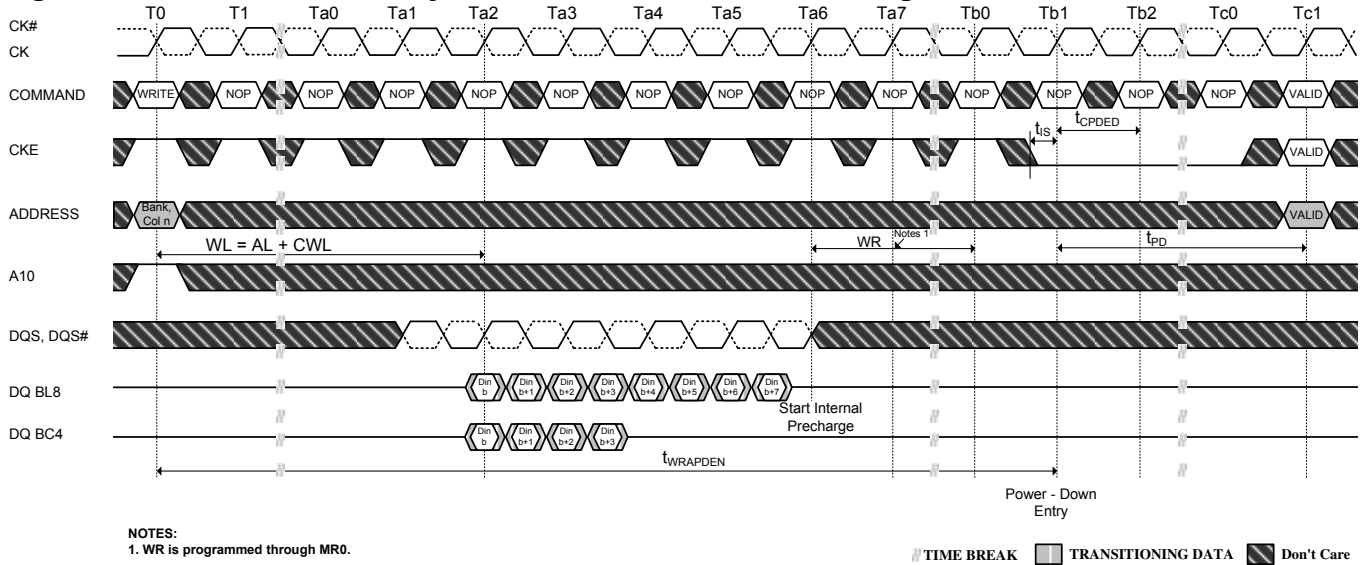 T0 T1 Ta0 Ta1 Ta2 Ta3 Ta4 Ta5 Ta6 Ta7 Tb0 Tb1 Tb2 Tc0 Tc1
CK#
CK
COMMAND WRITE NOP NOP NOP NOP NOP NOP NOP NOP NOP NOP NOP NOP NOP VALID
tIS tCPDED
CKE VALID
ADDRESS Bank, Col n VALID
WL = AL + CWL WR Notes 1 tPD
A10
DQS, DQS#
DQ BL8 Din b Din b+1 Din b+2 Din b+3 Din b+4 Din b+5 Din b+6 Din b+7
Start Internal
Precharge
DQ BC4 Din b Din b+1 Din b+2 Din b+3
tWRAPDEN
Power - Down
Entry
NOTES:
1. WR is programmed through MR0.
TIME BREAK TRANSITIONING DATA Don't Care